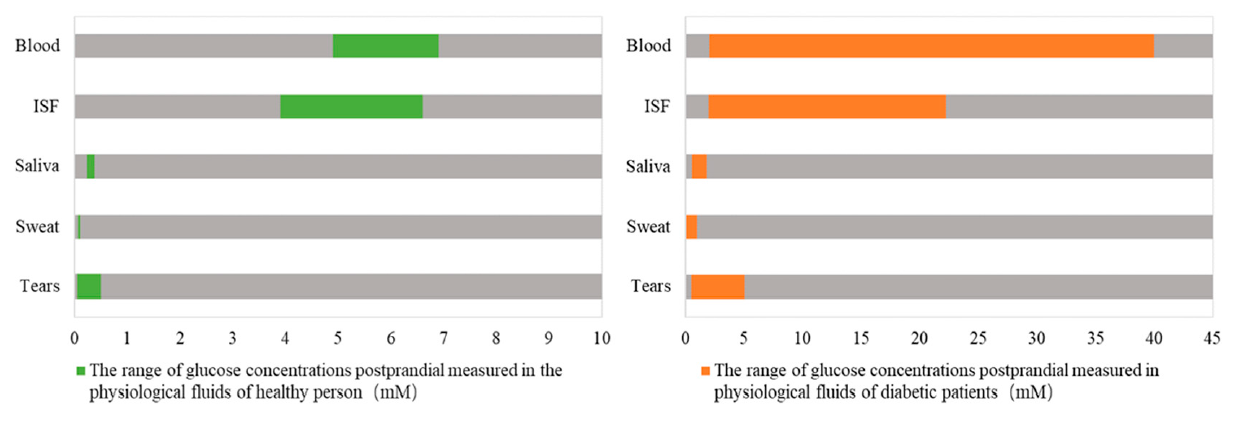 Blood
ISF
Saliva
Sweat
Tears
0 1 2 3 4 5 6 7 8 9 10
■ The range of glucose concentrations postprandial measured in the
physiological fluids of healthy person（mM）
Blood
ISF
Saliva
Sweat
Tears
0 5 10 15 20 25 30 35 40 45
■ The range of glucose concentrations postprandial measured in
physiological fluids of diabetic patients（mM）